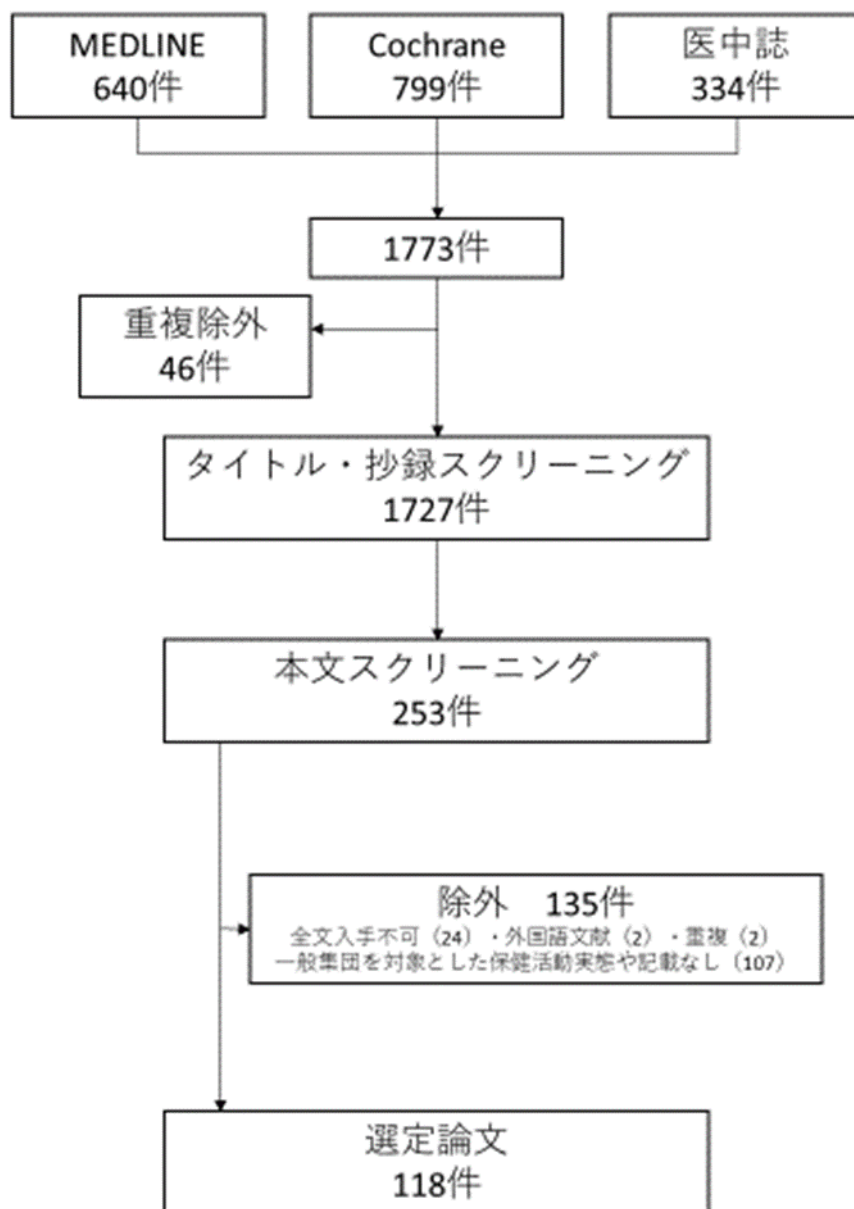 MEDLINE
640件
Cochrane
799件
医中誌
334件
1773件
重複除外
46件
タイトル・抄録スクリーニング
1727件
本文スクリーニング
253件
除外　135件
全文入手不可（24）・外国語文献（2）・重複（2）
一般集団を対象とした保健活動実態や記載なし（107）
選定論文
118件